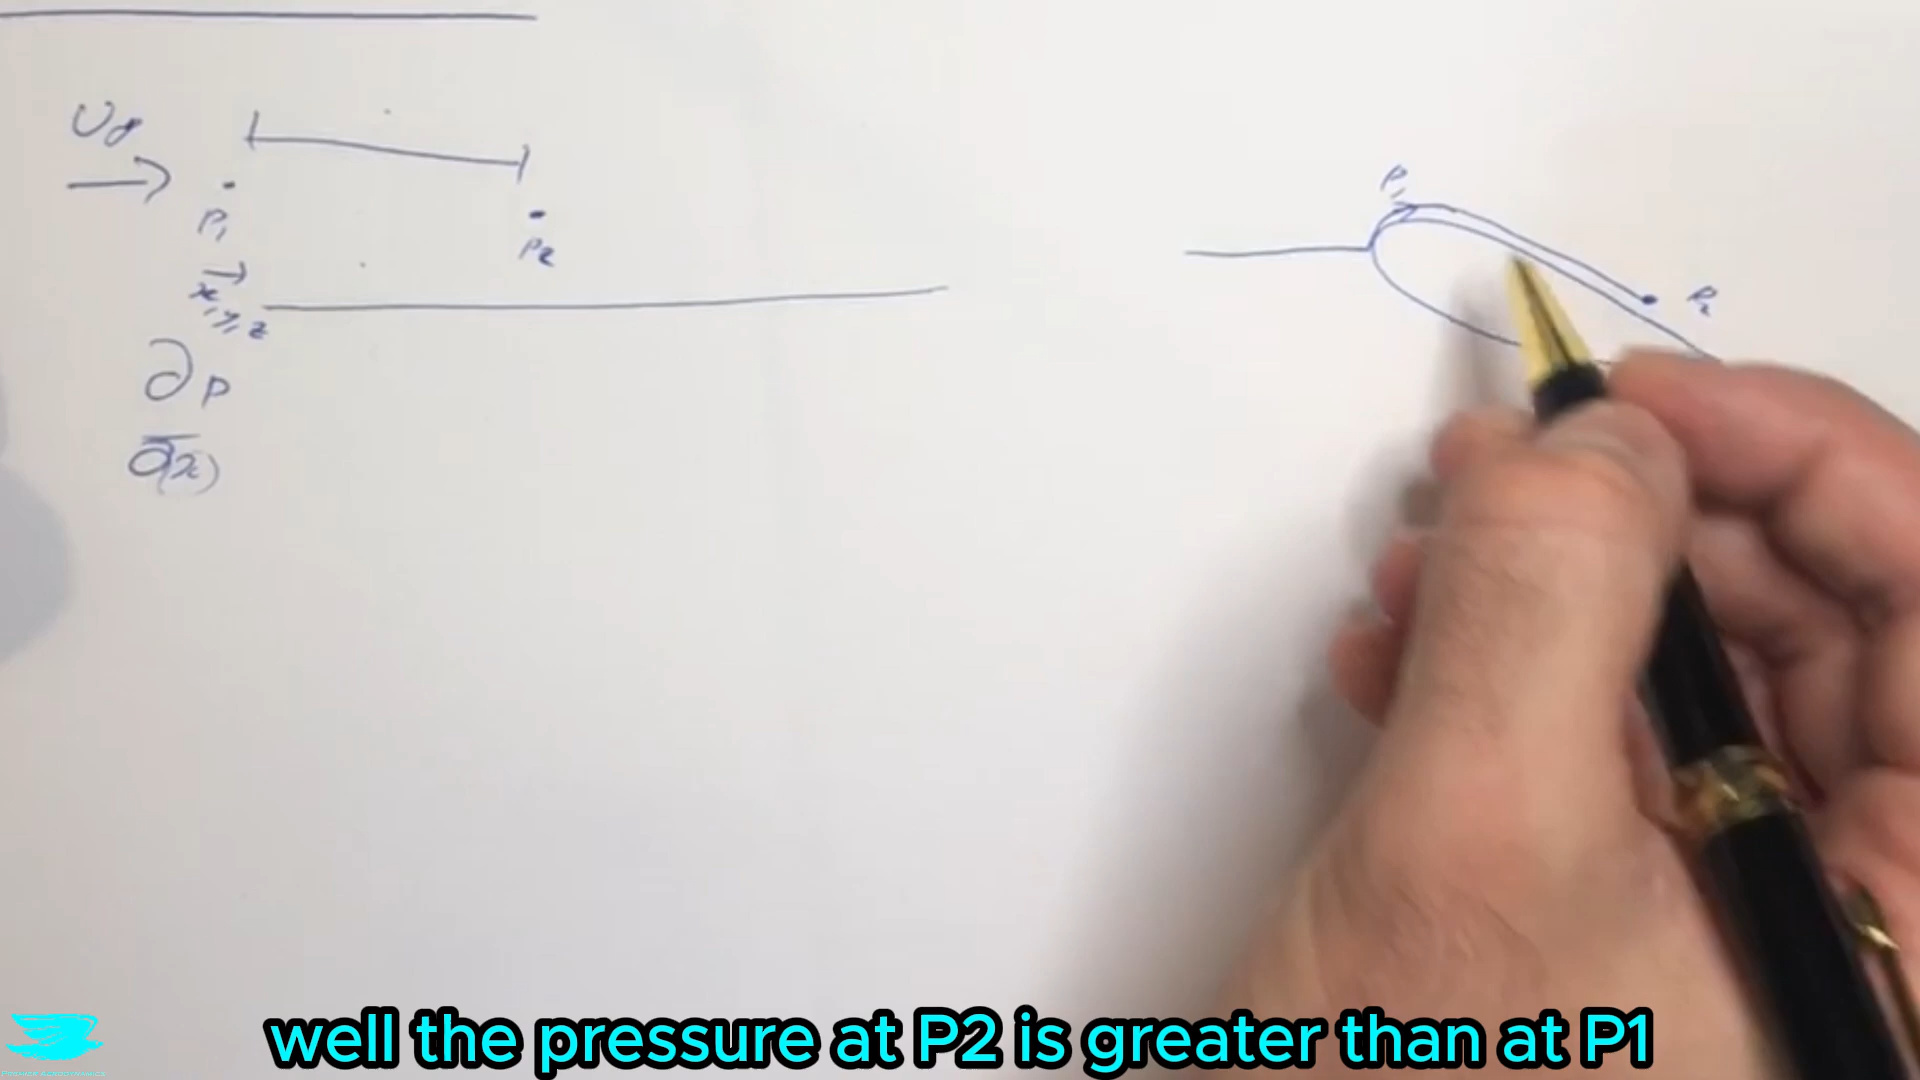 U∞
P₁
P₂
x, y, z
∂P
∂(x)
P₁
P₂
well the pressure at P2 is greater than at P1